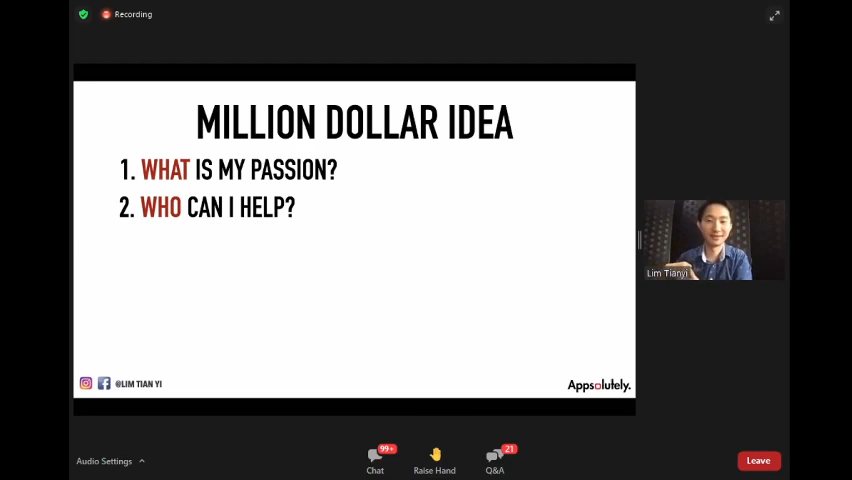 Recording
MILLION DOLLAR IDEA
1. WHAT IS MY PASSION?
2. WHO CAN I HELP?
Lim Tianyi
@LIM TIAN YI
Appsolutely.
99+
21
Audio Settings
Chat
Raise Hand
Q&A
Leave